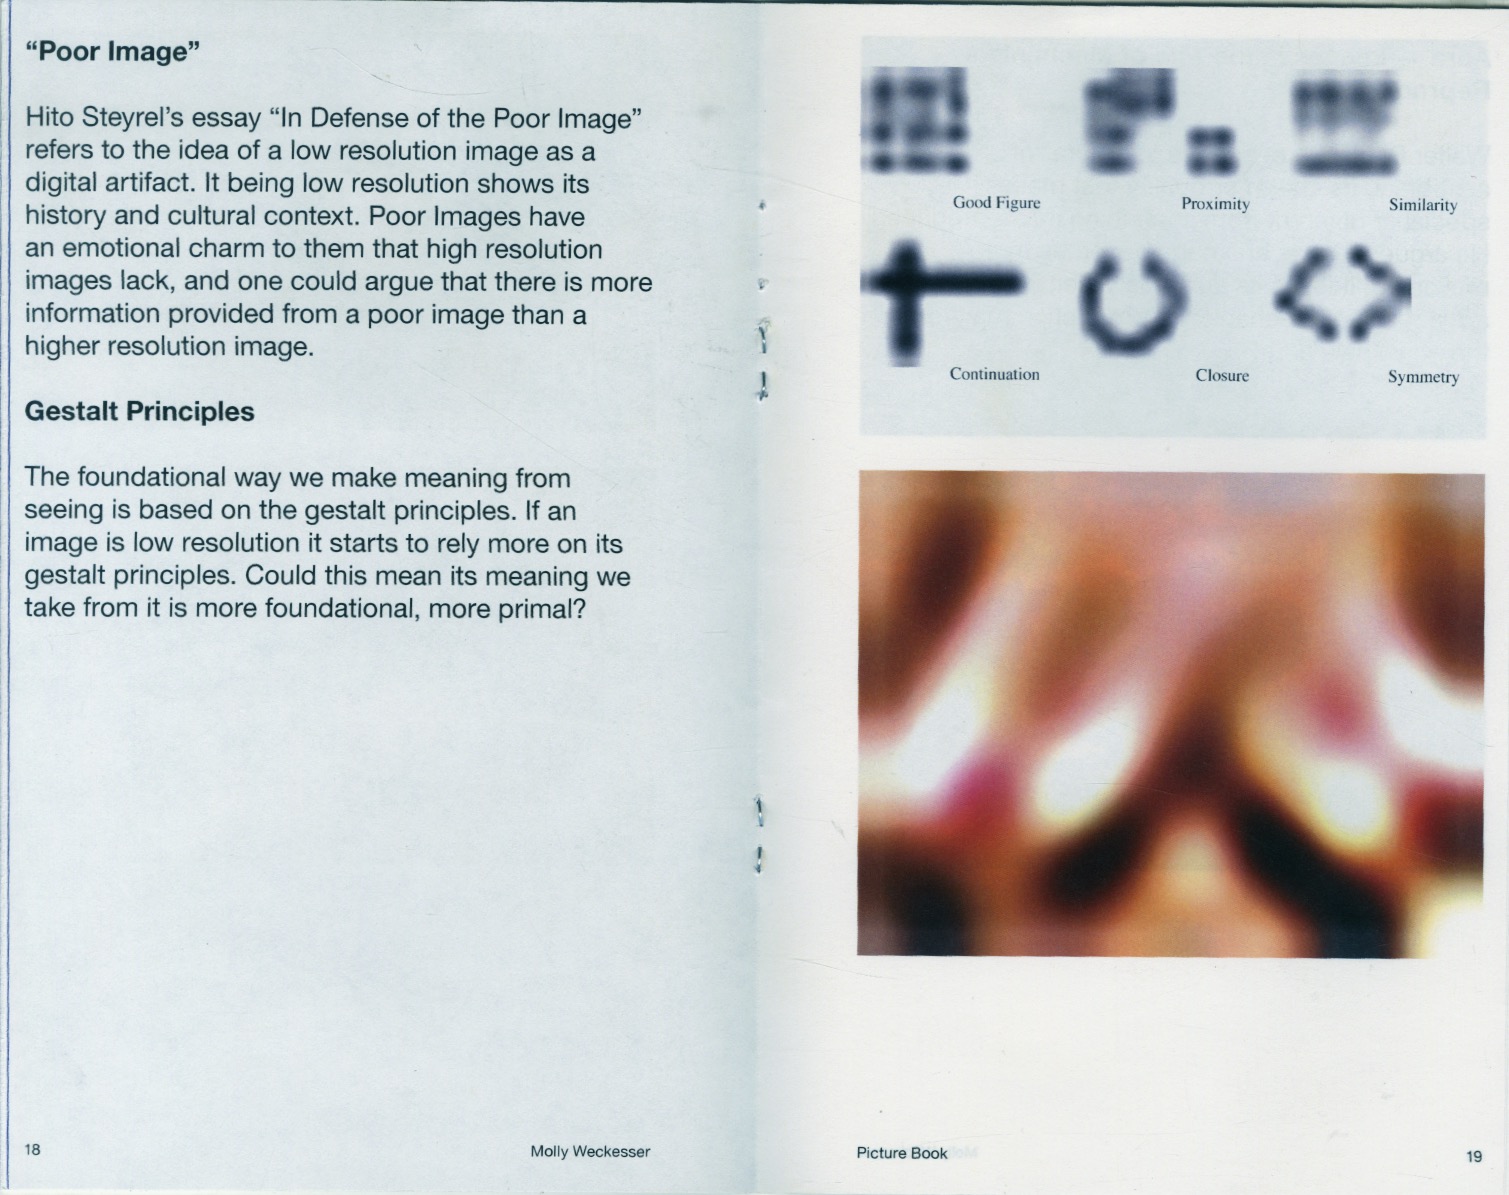 “Poor Image”
Hito Steyrel’s essay “In Defense of the Poor Image”
refers to the idea of a low resolution image as a
digital artifact. It being low resolution shows its
history and cultural context. Poor Images have
an emotional charm to them that high resolution
images lack, and one could argue that there is more
information provided from a poor image than a
higher resolution image.
Gestalt Principles
The foundational way we make meaning from
seeing is based on the gestalt principles. If an
image is low resolution it starts to rely more on its
gestalt principles. Could this mean its meaning we
take from it is more foundational, more primal?
18
Molly Weckesser
Good Figure
Proximity
Similarity
Continuation
Closure
Symmetry
Picture Book
19